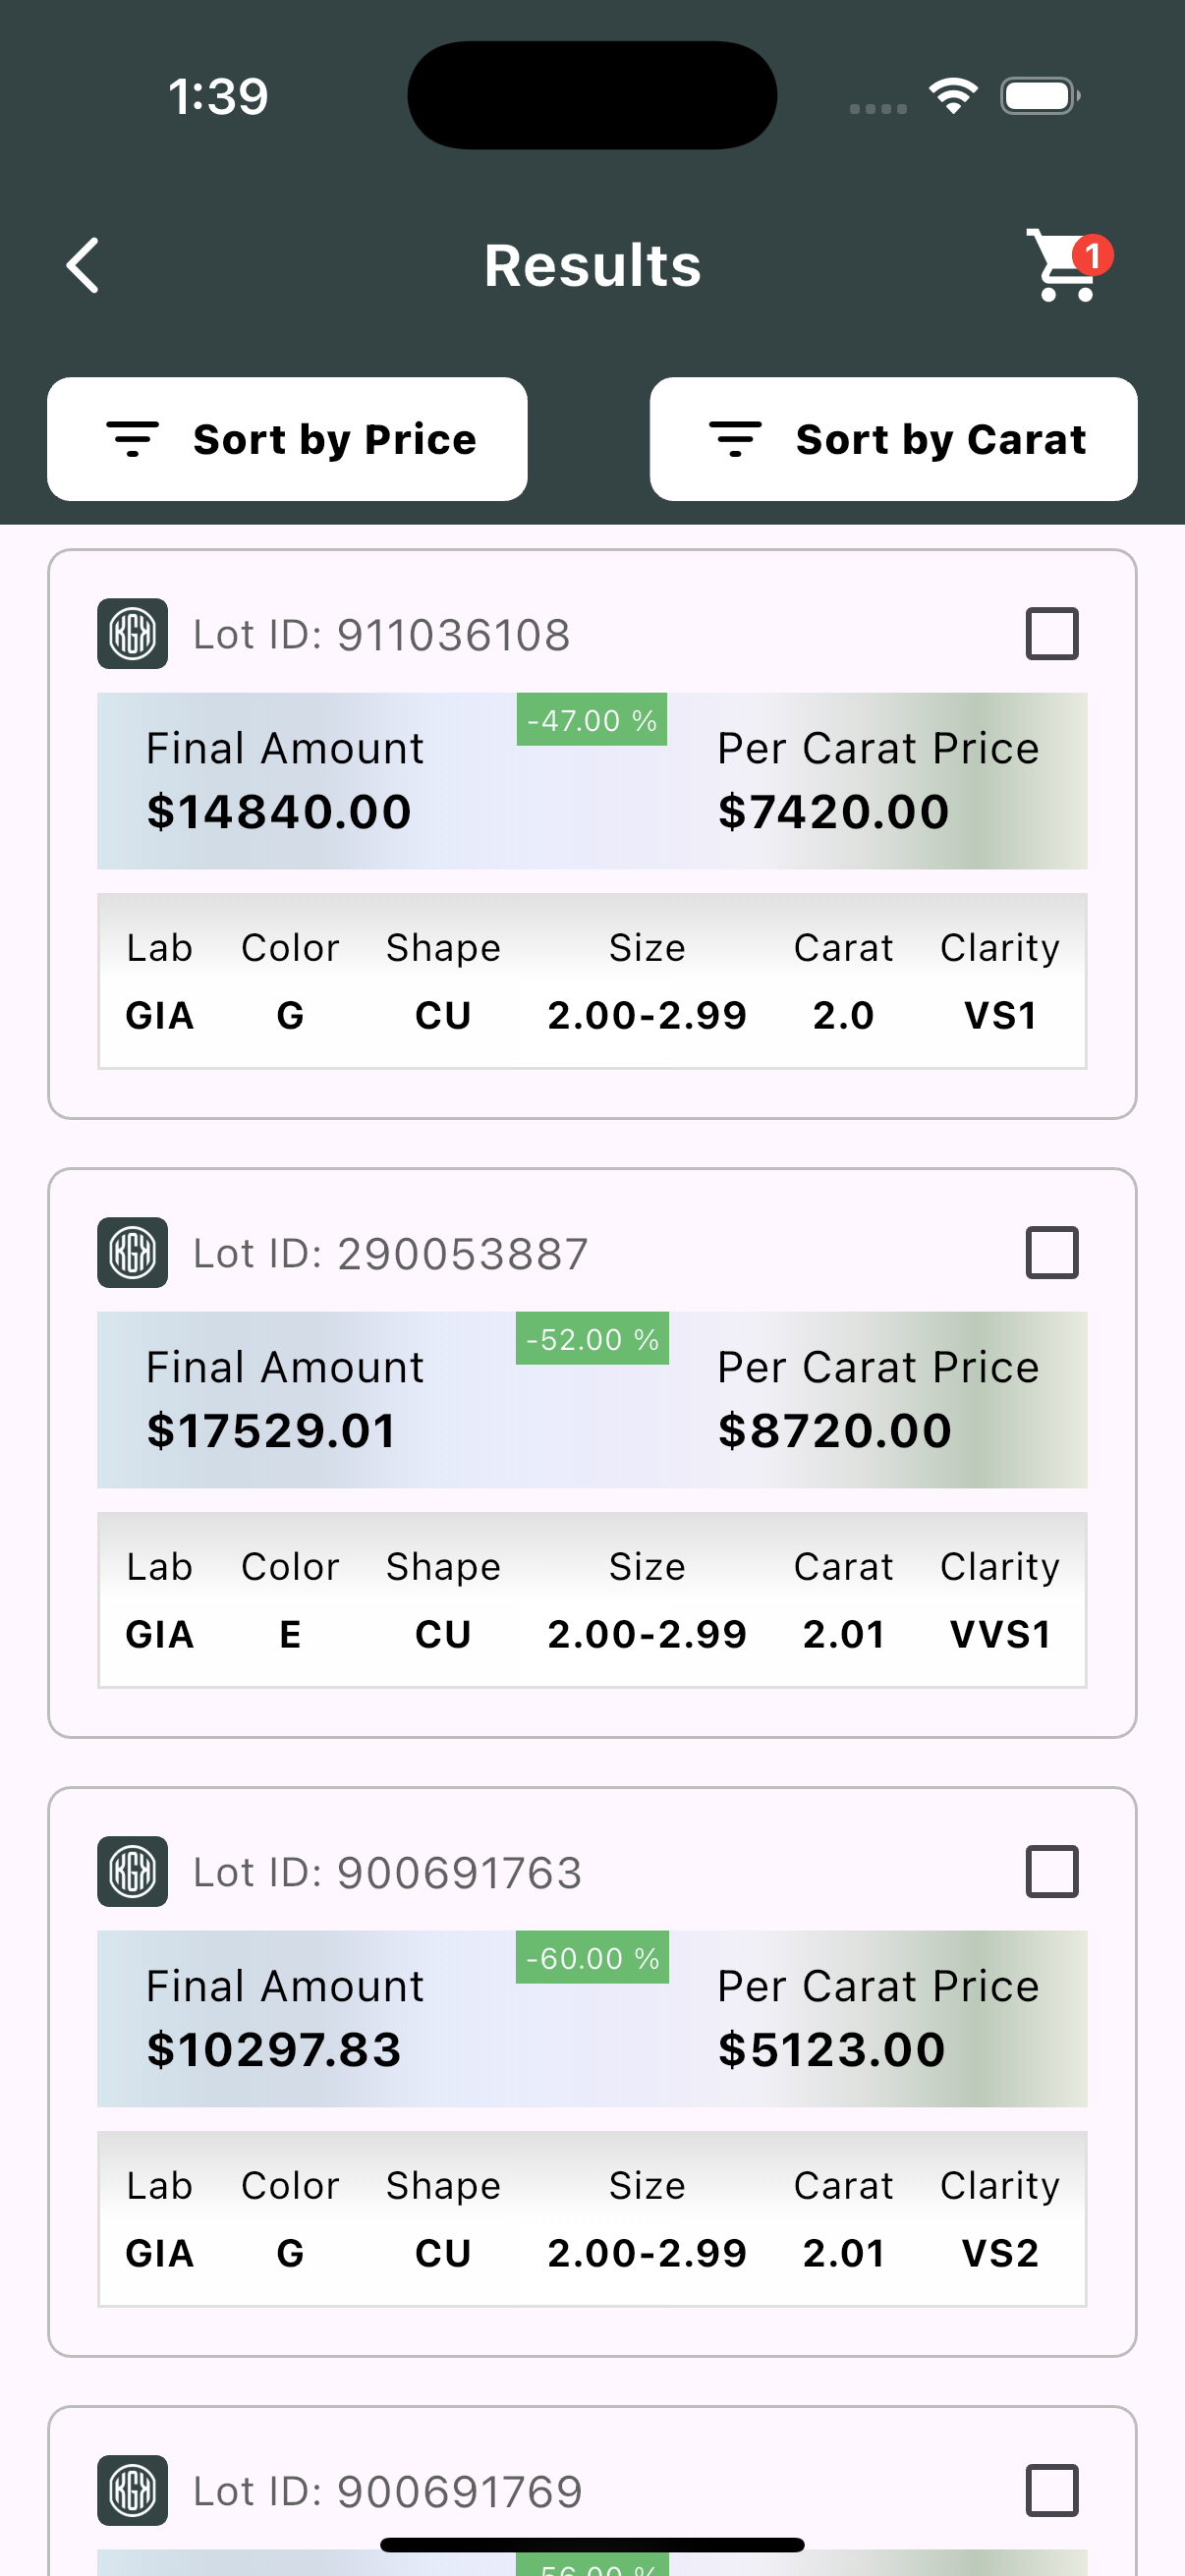 1:39
Results
1
Sort by Price
Sort by Carat
KGK
Lot ID: 911036108
-47.00 %
Final Amount
Per Carat Price
$14840.00
$7420.00
Lab Color Shape Size Carat Clarity
GIA G CU 2.00-2.99 2.0 VS1
KGK
Lot ID: 290053887
-52.00 %
Final Amount
Per Carat Price
$17529.01
$8720.00
Lab Color Shape Size Carat Clarity
GIA E CU 2.00-2.99 2.01 VVS1
KGK
Lot ID: 900691763
-60.00 %
Final Amount
Per Carat Price
$10297.83
$5123.00
Lab Color Shape Size Carat Clarity
GIA G CU 2.00-2.99 2.01 VS2
KGK
Lot ID: 900691769
-56.00 %